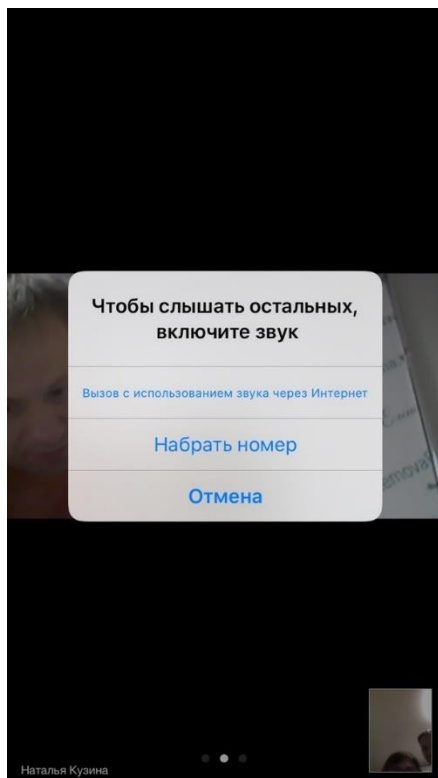 Чтобы слышать остальных,
включите звук
Вызов с использованием звука через Интернет
Набрать номер
Отмена
Наталья Кузина